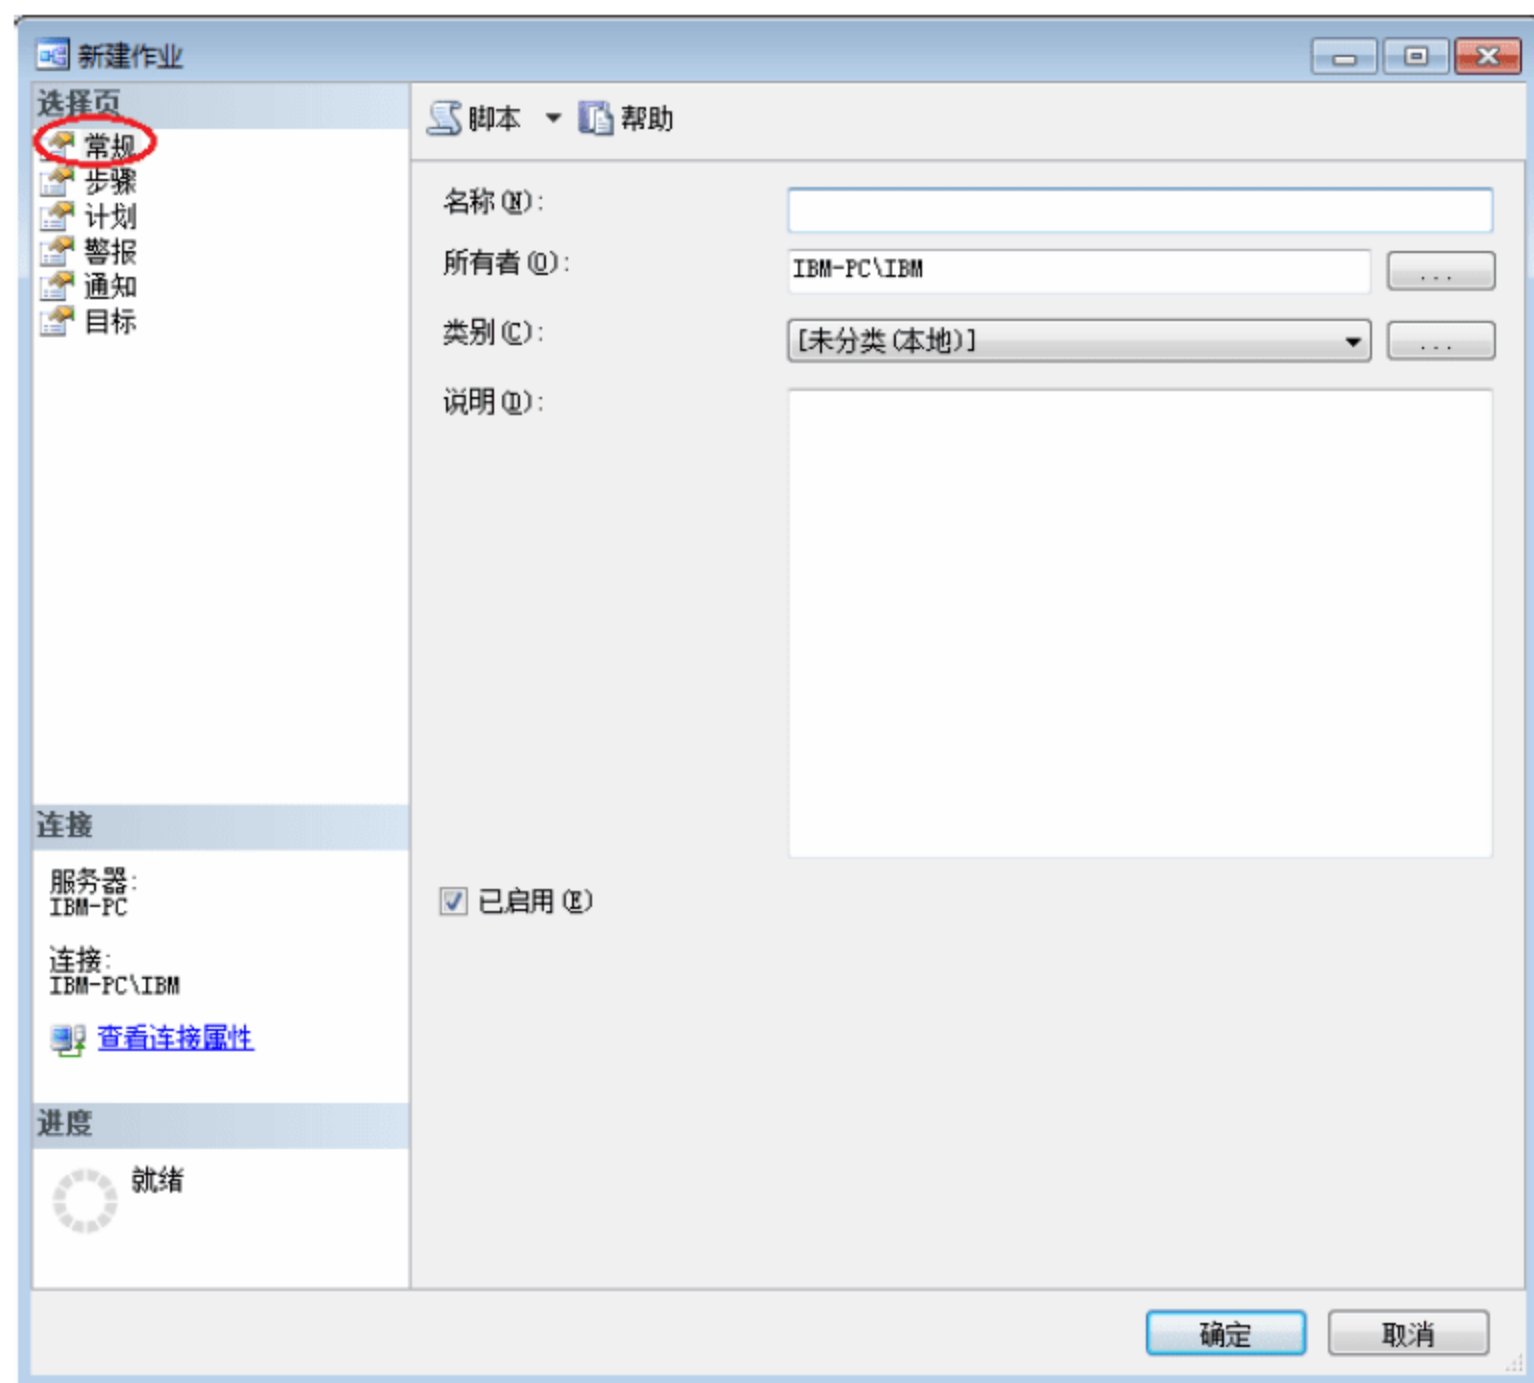 新建作业
选择页
常规
步骤
计划
警报
通知
目标
脚本 帮助
名称(N):
所有者(O): IBM-PC\IBM ...
类别(C): [未分类(本地)] ...
说明(D):
已启用(E)
连接
服务器:
IBM-PC
连接:
IBM-PC\IBM
查看连接属性
进度
就绪
确定 取消